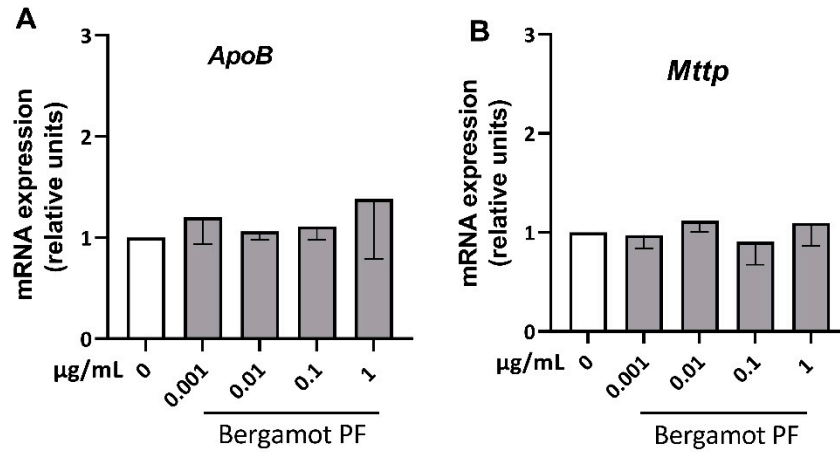 A
ApoB
mRNA expression
(relative units)
3
2
1
0
µg/mL
0
0.001
0.01
0.1
1
Bergamot PF
B
Mttp
mRNA expression
(relative units)
3
2
1
0
µg/mL
0
0.001
0.01
0.1
1
Bergamot PF